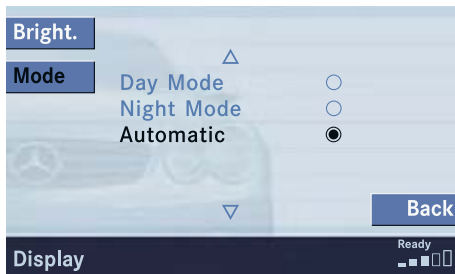 Bright.
Mode
Day Mode
Night Mode
Automatic
Back
Display
Ready